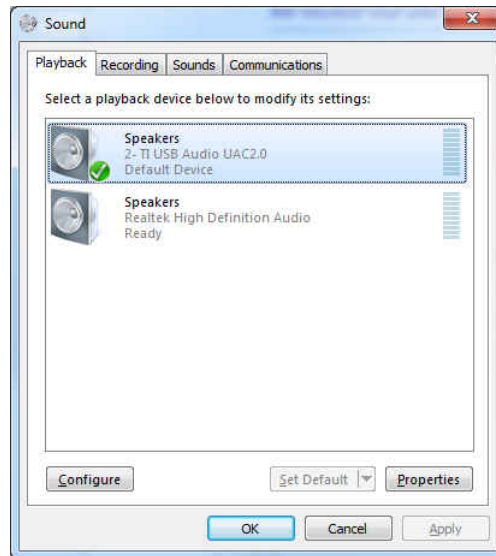 Sound
Playback Recording Sounds Communications
Select a playback device below to modify its settings:
Speakers
2- TI USB Audio UAC2.0
Default Device
Speakers
Realtek High Definition Audio
Ready
Configure Set Default Properties
OK Cancel Apply